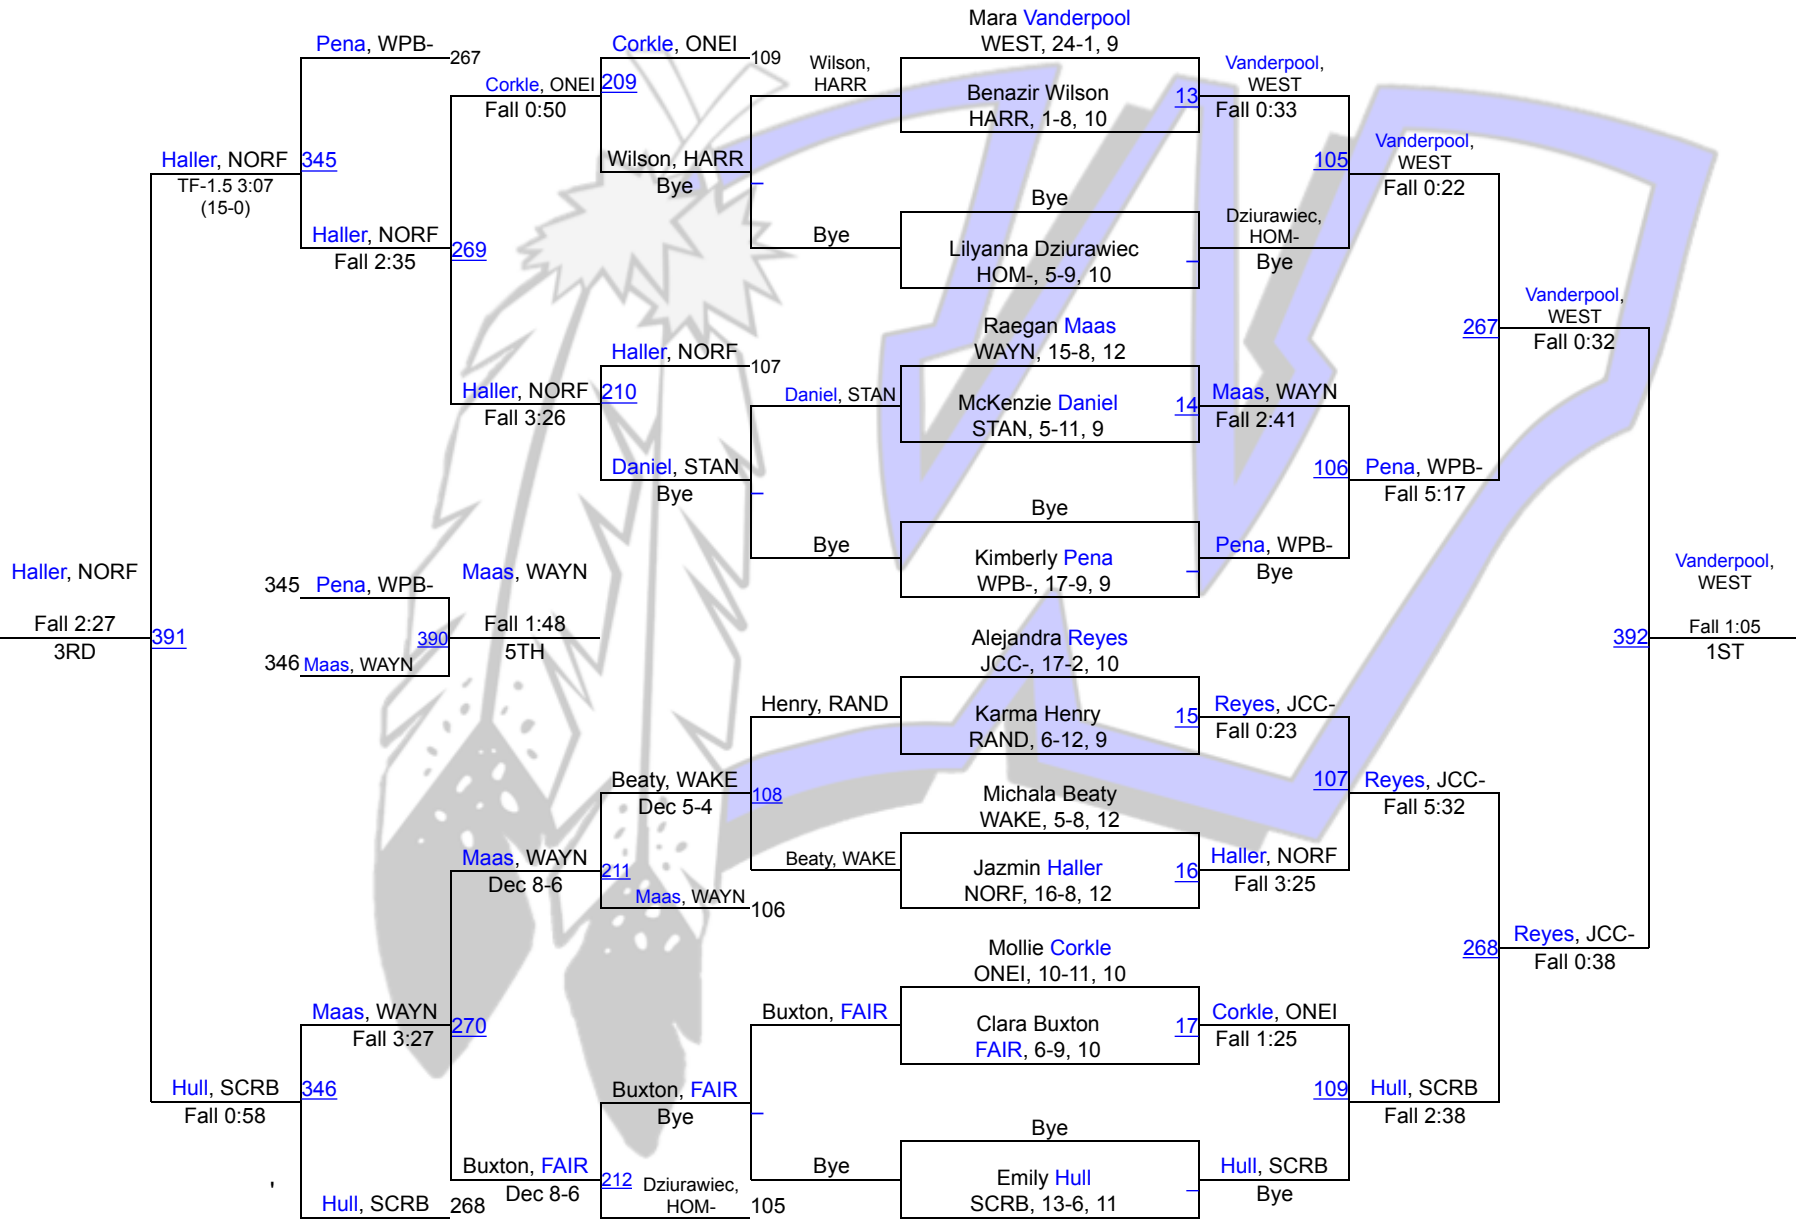 Mara Vanderpool
WEST, 24-1, 9
Pena, WPB-
267
Corkle, ONEI
109
Wilson,
HARR
Vanderpool,
WEST
Corkle, ONEI
209
Fall 0:50
Benazir Wilson
HARR, 1-8, 10
13
Fall 0:33
Vanderpool,
WEST
Haller, NORF
345
TF-1.5 3:07
(15-0)
Wilson, HARR
Bye
–
105
Fall 0:22
Bye
Haller, NORF
Fall 2:35
269
Bye
Lilyanna Dziurawiec
HOM-, 5-9, 10
–
Dziurawiec,
HOM-
Bye
Vanderpool,
WEST
267
Fall 0:32
Raegan Maas
WAYN, 15-8, 12
Haller, NORF
107
Haller, NORF
210
Fall 3:26
Daniel, STAN
McKenzie Daniel
STAN, 5-11, 9
14
Maas, WAYN
Fall 2:41
Daniel, STAN
Bye
–
106
Pena, WPB-
Fall 5:17
Bye
Bye
Kimberly Pena
WPB-, 17-9, 9
–
Pena, WPB-
Bye
Haller, NORF
Fall 2:27
3RD
391
345
Pena, WPB-
Maas, WAYN
390
Fall 1:48
5TH
346
Maas, WAYN
Vanderpool,
WEST
392
Fall 1:05
1ST
Alejandra Reyes
JCC-, 17-2, 10
Henry, RAND
Karma Henry
RAND, 6-12, 9
15
Reyes, JCC-
Fall 0:23
Beaty, WAKE
Dec 5-4
108
Michala Beaty
WAKE, 5-8, 12
107
Reyes, JCC-
Fall 5:32
Maas, WAYN
Dec 8-6
211
Beaty, WAKE
Jazmin Haller
NORF, 16-8, 12
16
Haller, NORF
Fall 3:25
Maas, WAYN
106
Mollie Corkle
ONEI, 10-11, 10
268
Reyes, JCC-
Fall 0:38
Maas, WAYN
Fall 3:27
270
Buxton, FAIR
Clara Buxton
FAIR, 6-9, 10
17
Corkle, ONEI
Fall 1:25
Hull, SCRB
346
Fall 0:58
Buxton, FAIR
Bye
–
109
Hull, SCRB
Fall 2:38
Bye
Buxton, FAIR
Dec 8-6
212
Bye
Emily Hull
SCRB, 13-6, 11
–
Hull, SCRB
Bye
'
Hull, SCRB
268
Dziurawiec,
HOM-
105